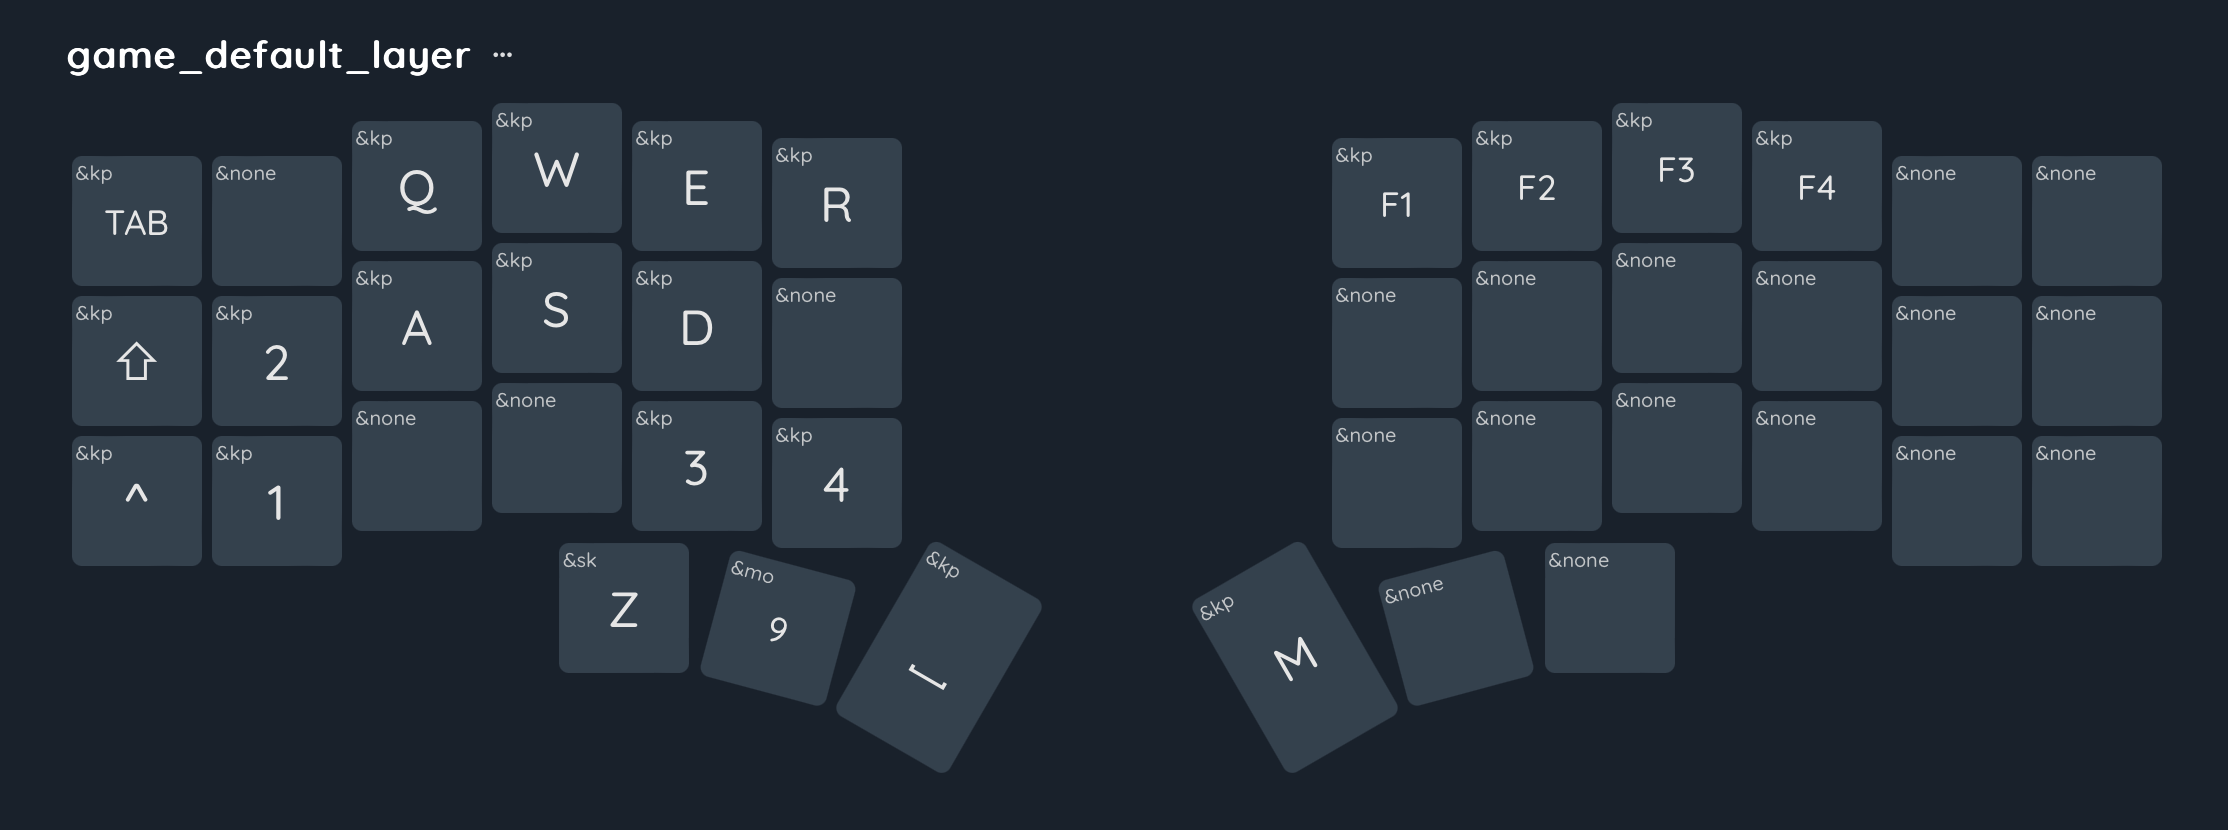 game_default_layer ...
&kp TAB
&none
&kp Q
&kp W
&kp E
&kp R
&kp F1
&kp F2
&kp F3
&kp F4
&none
&none
&kp ⇧
&kp 2
&kp A
&kp S
&kp D
&none
&none
&none
&none
&none
&none
&none
&kp ^
&kp 1
&none
&none
&kp 3
&kp 4
&none
&none
&none
&none
&none
&none
&sk Z
&mo 9
&kp ⎵
&kp M
&none
&none